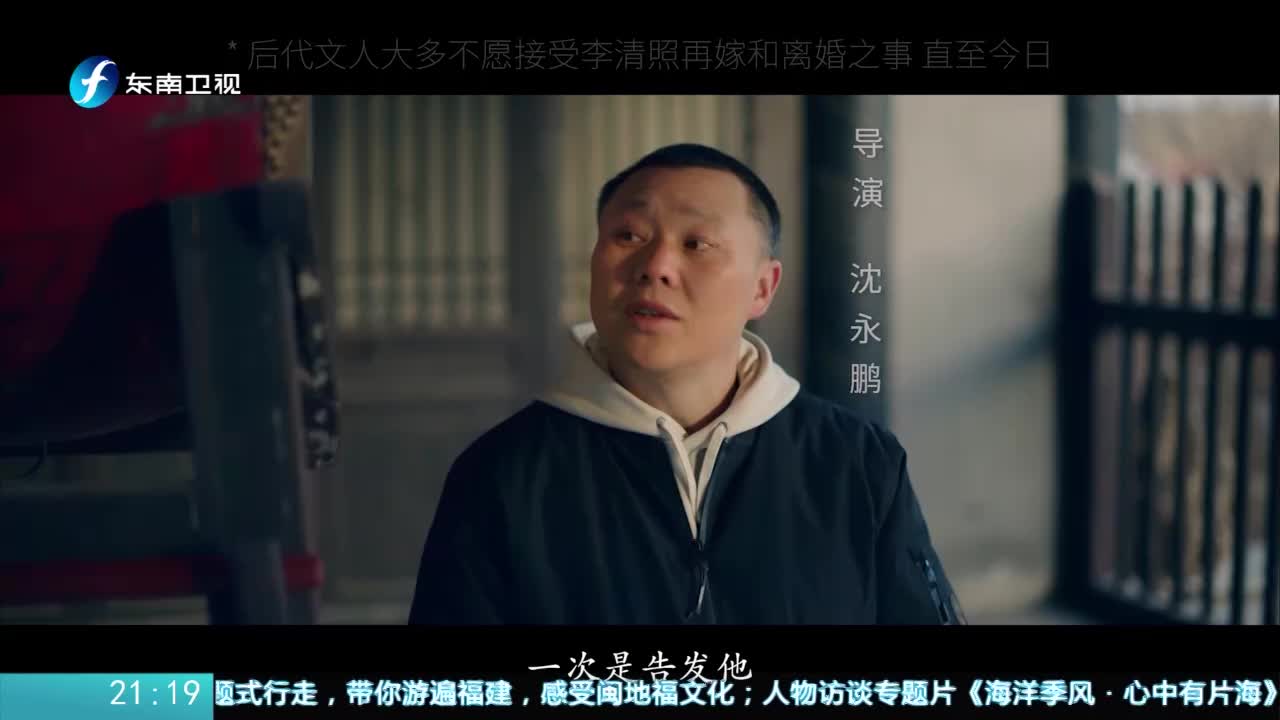 * 后代文人大多不愿接受李清照再嫁和离婚之事 直至今日
东南卫视
导演 沈永鹏
一次是告发他
21:19
题式行走，带你游遍福建，感受闽地福文化；人物访谈专题片《海洋季风·心中有片海》